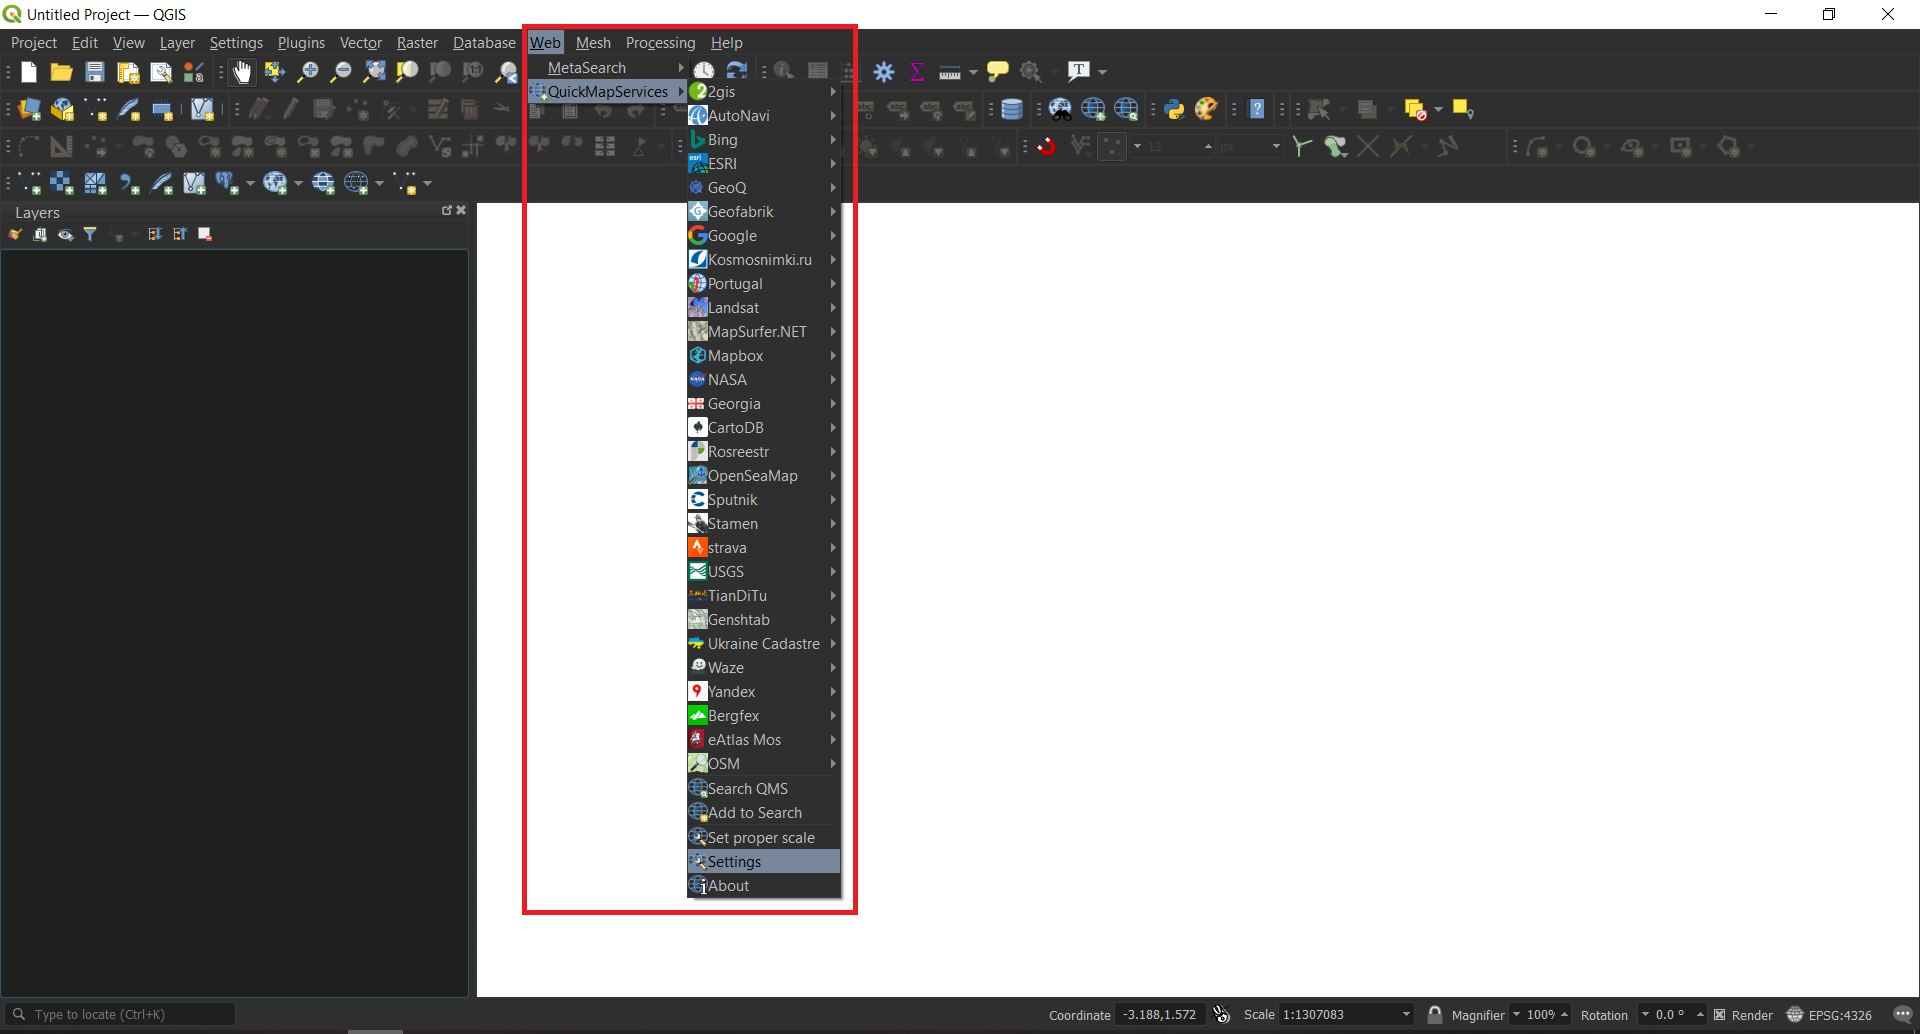 Untitled Project — QGIS
Project Edit View Layer Settings Plugins Vector Raster Database Web Mesh Processing Help
MetaSearch
QuickMapServices
2gis
AutoNavi
Bing
ESRI
GeoQ
Geofabrik
Google
Kosmosnimki.ru
Portugal
Landsat
MapSurfer.NET
Mapbox
NASA
Georgia
CartoDB
Rosreestr
OpenSeaMap
Sputnik
Stamen
strava
USGS
TianDiTu
Genshtab
Ukraine Cadastre
Waze
Yandex
Bergfex
eAtlas Mos
OSM
Search QMS
Add to Search
Set proper scale
Settings
About
12 px
Layers
Type to locate (Ctrl+K)
Coordinate -3.188,1.572 Scale 1:1307083 Magnifier 100% Rotation 0.0 ° Render EPSG:4326